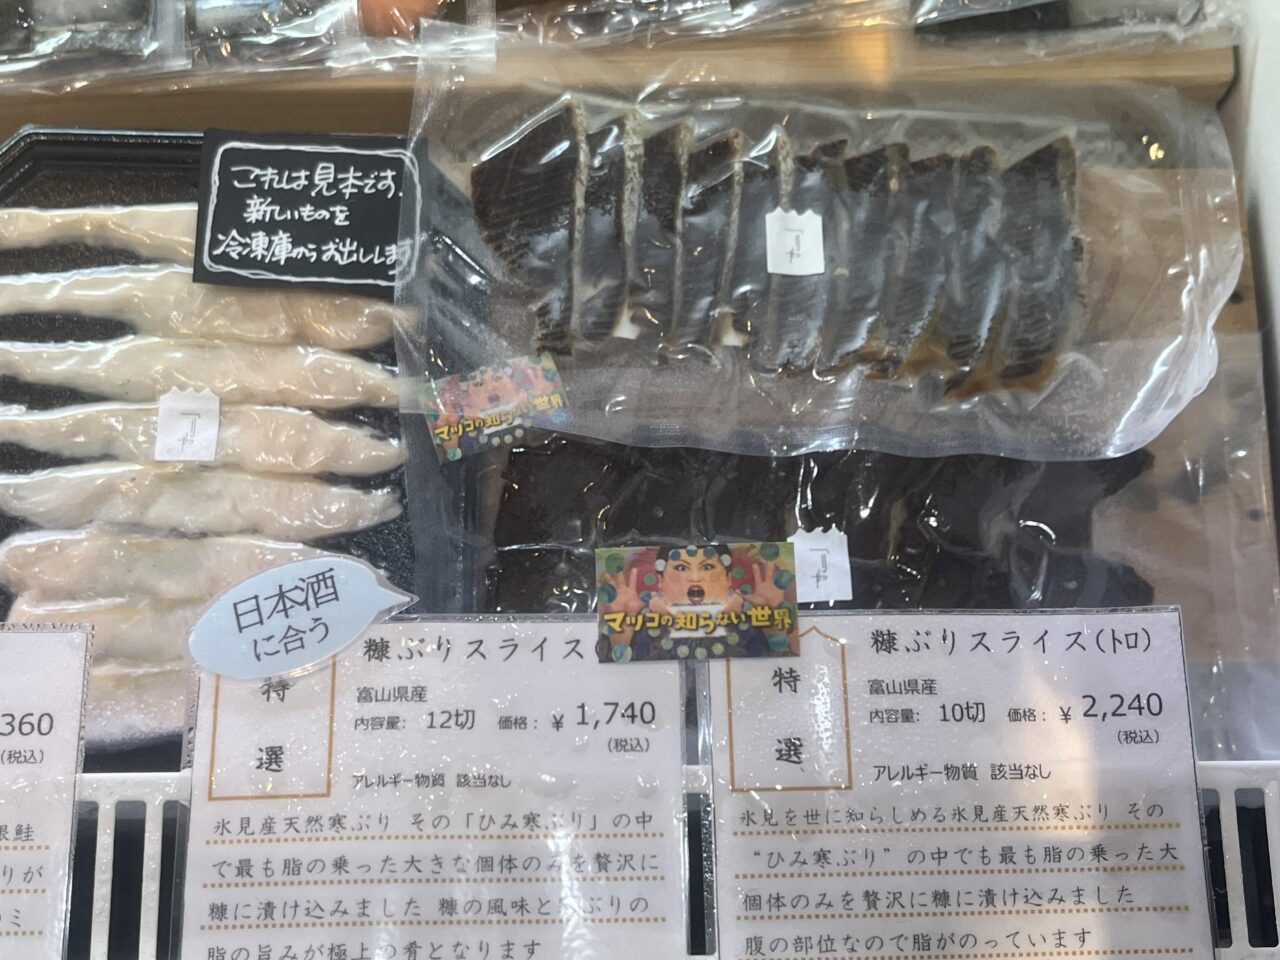 これは見本です。
新しいものを
冷凍庫からお出しします
マツコの知らない世界
マツコの知らない世界
日本酒
に合う
360
(税込)
糠ぶりスライス(
特
選
富山県産
内容量: 12切 価格: ¥ 1,740
(税込)
アレルギー物質 該当なし
氷見産天然寒ぶり その「ひみ寒ぶり」の中
で最も脂の乗った大きな個体のみを贅沢に
糠に漬け込みました 糠の風味と ぶりの
脂の旨みが極上の肴となります
糠ぶりスライス(トロ)
特
選
富山県産
内容量: 10切 価格: ¥ 2,240
(税込)
アレルギー物質 該当なし
氷見を世に知らしめる氷見産天然寒ぶり その
“ひみ寒ぶり” の中でも最も脂の乗った大
個体のみを贅沢に糠に漬け込みました
腹の部位なので脂がのっています